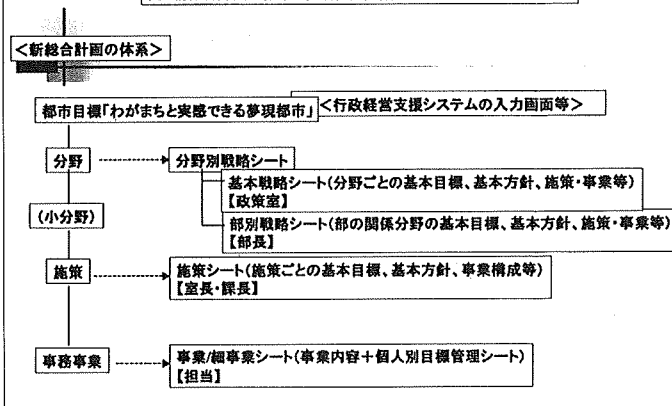 <新総合計画の体系>
都市目標「わがまちと実感できる夢現都市」
<行政経営支援システムの入力画面等>
分野
分野別戦略シート
基本戦略シート(分野ごとの基本目標、基本方針、施策・事業等)
【政策室】
(小分野)
部別戦略シート(部の関係分野の基本目標、基本方針、施策・事業等)
【部長】
施策
施策シート(施策ごとの基本目標、基本方針、事業構成等)
【室長・課長】
事務事業
事業/細事業シート(事業内容+個人別目標管理シート)
【担当】